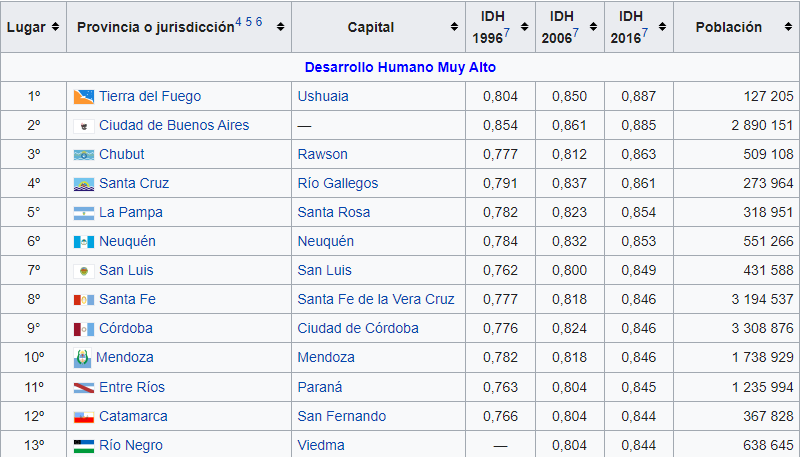 Lugar Provincia o jurisdicción4 5 6 Capital IDH 19967 IDH 20067 IDH 20167 Población
Desarrollo Humano Muy Alto
1º Tierra del Fuego Ushuaia 0,804 0,850 0,887 127 205
2º Ciudad de Buenos Aires — 0,854 0,861 0,885 2 890 151
3º Chubut Rawson 0,777 0,812 0,863 509 108
4º Santa Cruz Río Gallegos 0,791 0,837 0,861 273 964
5° La Pampa Santa Rosa 0,782 0,823 0,854 318 951
6º Neuquén Neuquén 0,784 0,832 0,853 551 266
7º San Luis San Luis 0,762 0,800 0,849 431 588
8º Santa Fe Santa Fe de la Vera Cruz 0,777 0,818 0,846 3 194 537
9° Córdoba Ciudad de Córdoba 0,776 0,824 0,846 3 308 876
10º Mendoza Mendoza 0,782 0,818 0,846 1 738 929
11º Entre Ríos Paraná 0,763 0,804 0,845 1 235 994
12º Catamarca San Fernando 0,766 0,804 0,844 367 828
13º Río Negro Viedma — 0,804 0,844 638 645